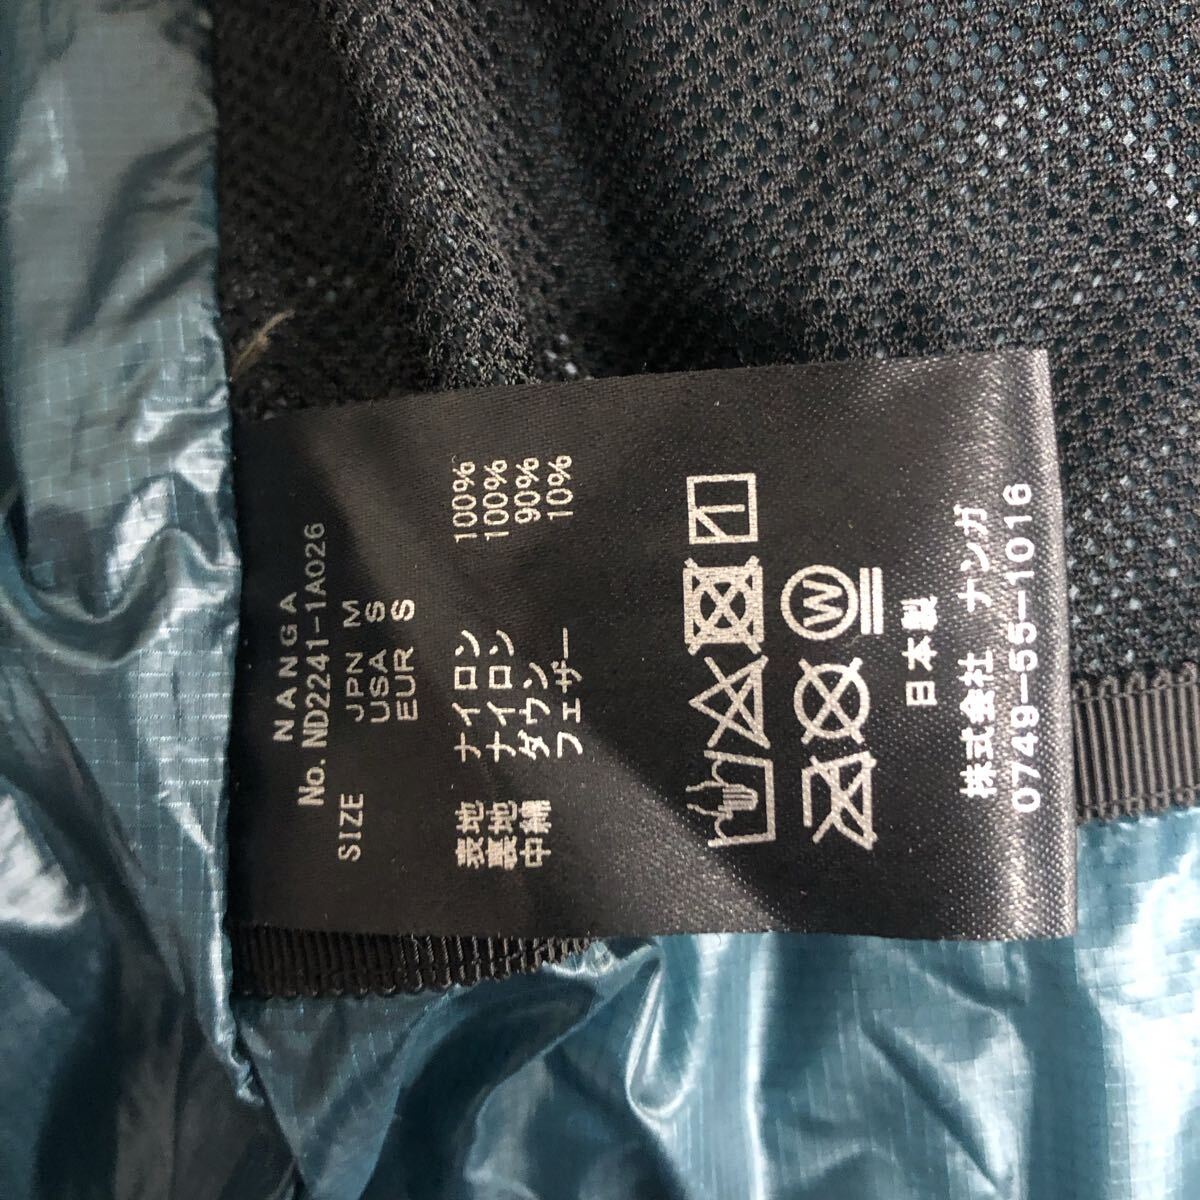 NANGA
No. ND2241-1A026
SIZE JPN M
USA S
EUR S
表地 ナイロン 100%
裏地 ナイロン 100%
中綿 ダウン 90%
フェザー 10%
W
日本製
株式会社 ナンガ
0749-55-1016